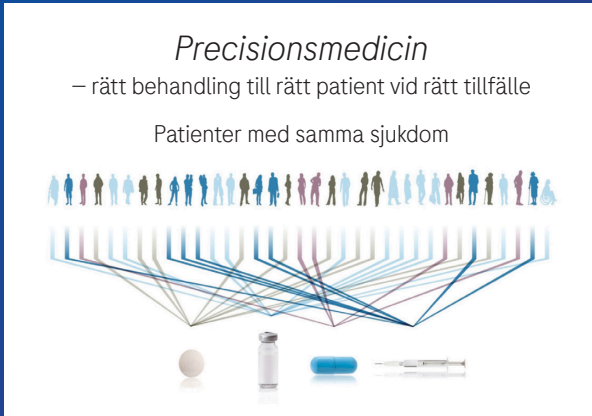 Precisionsmedicin
– rätt behandling till rätt patient vid rätt tillfälle
Patienter med samma sjukdom